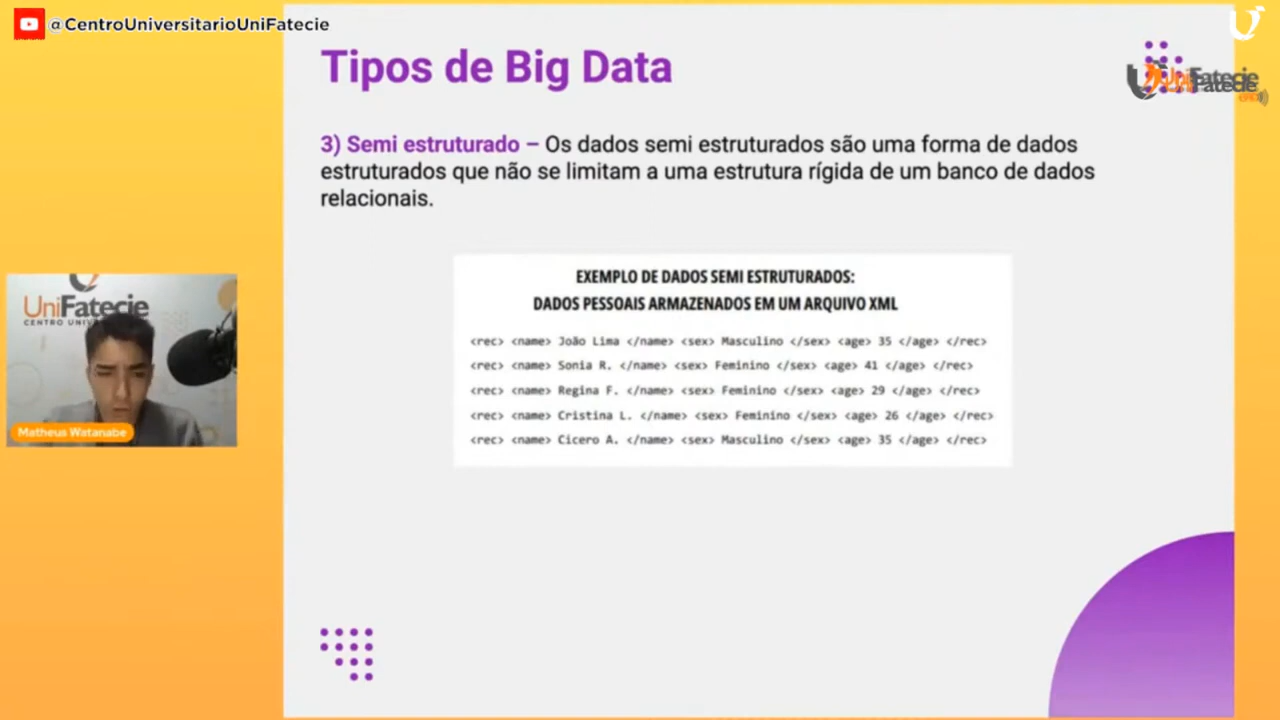 @CentroUniversitarioUniFatecie
Tipos de Big Data
UniFatecie
3) Semi estruturado – Os dados semi estruturados são uma forma de dados
estruturados que não se limitam a uma estrutura rígida de um banco de dados
relacionais.
EXEMPLO DE DADOS SEMI ESTRUTURADOS:
DADOS PESSOAIS ARMAZENADOS EM UM ARQUIVO XML
<rec> <name> João Lima </name> <sex> Masculino </sex> <age> 35 </age> </rec>
<rec> <name> Sonia R. </name> <sex> Feminino </sex> <age> 41 </age> </rec>
<rec> <name> Regina F. </name> <sex> Feminino </sex> <age> 29 </age> </rec>
<rec> <name> Cristina L. </name> <sex> Feminino </sex> <age> 26 </age> </rec>
<rec> <name> Cicero A. </name> <sex> Masculino </sex> <age> 35 </age> </rec>
UniFatecie
CENTRO
Matheus Watanabe